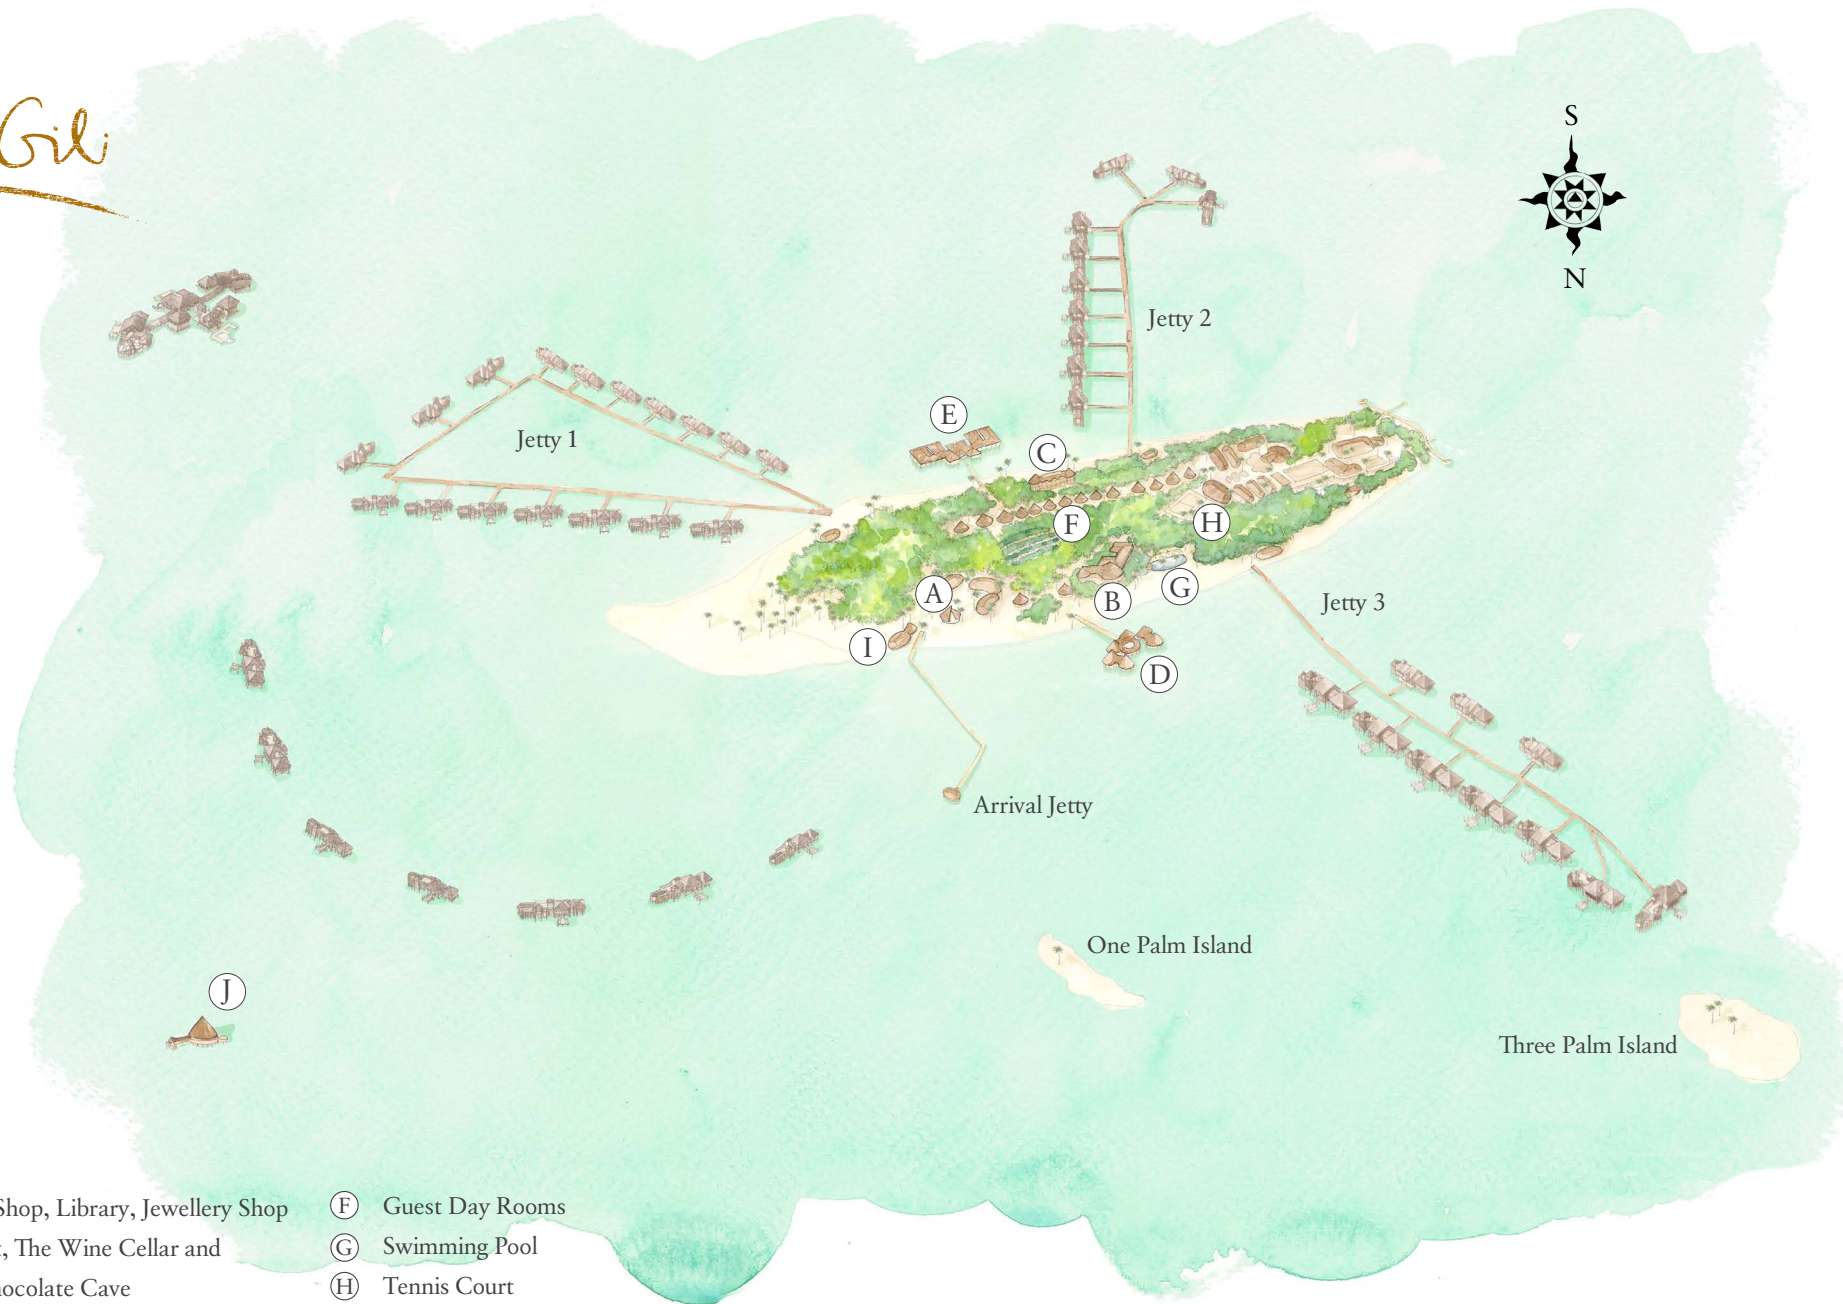 Gili
S
N
Jetty 2
E
Jetty 1
C
F
H
A
G
B
Jetty 3
I
D
Arrival Jetty
One Palm Island
J
Three Palm Island
Shop, Library, Jewellery Shop
F Guest Day Rooms
, The Wine Cellar and
G Swimming Pool
ocolate Cave
H Tennis Court